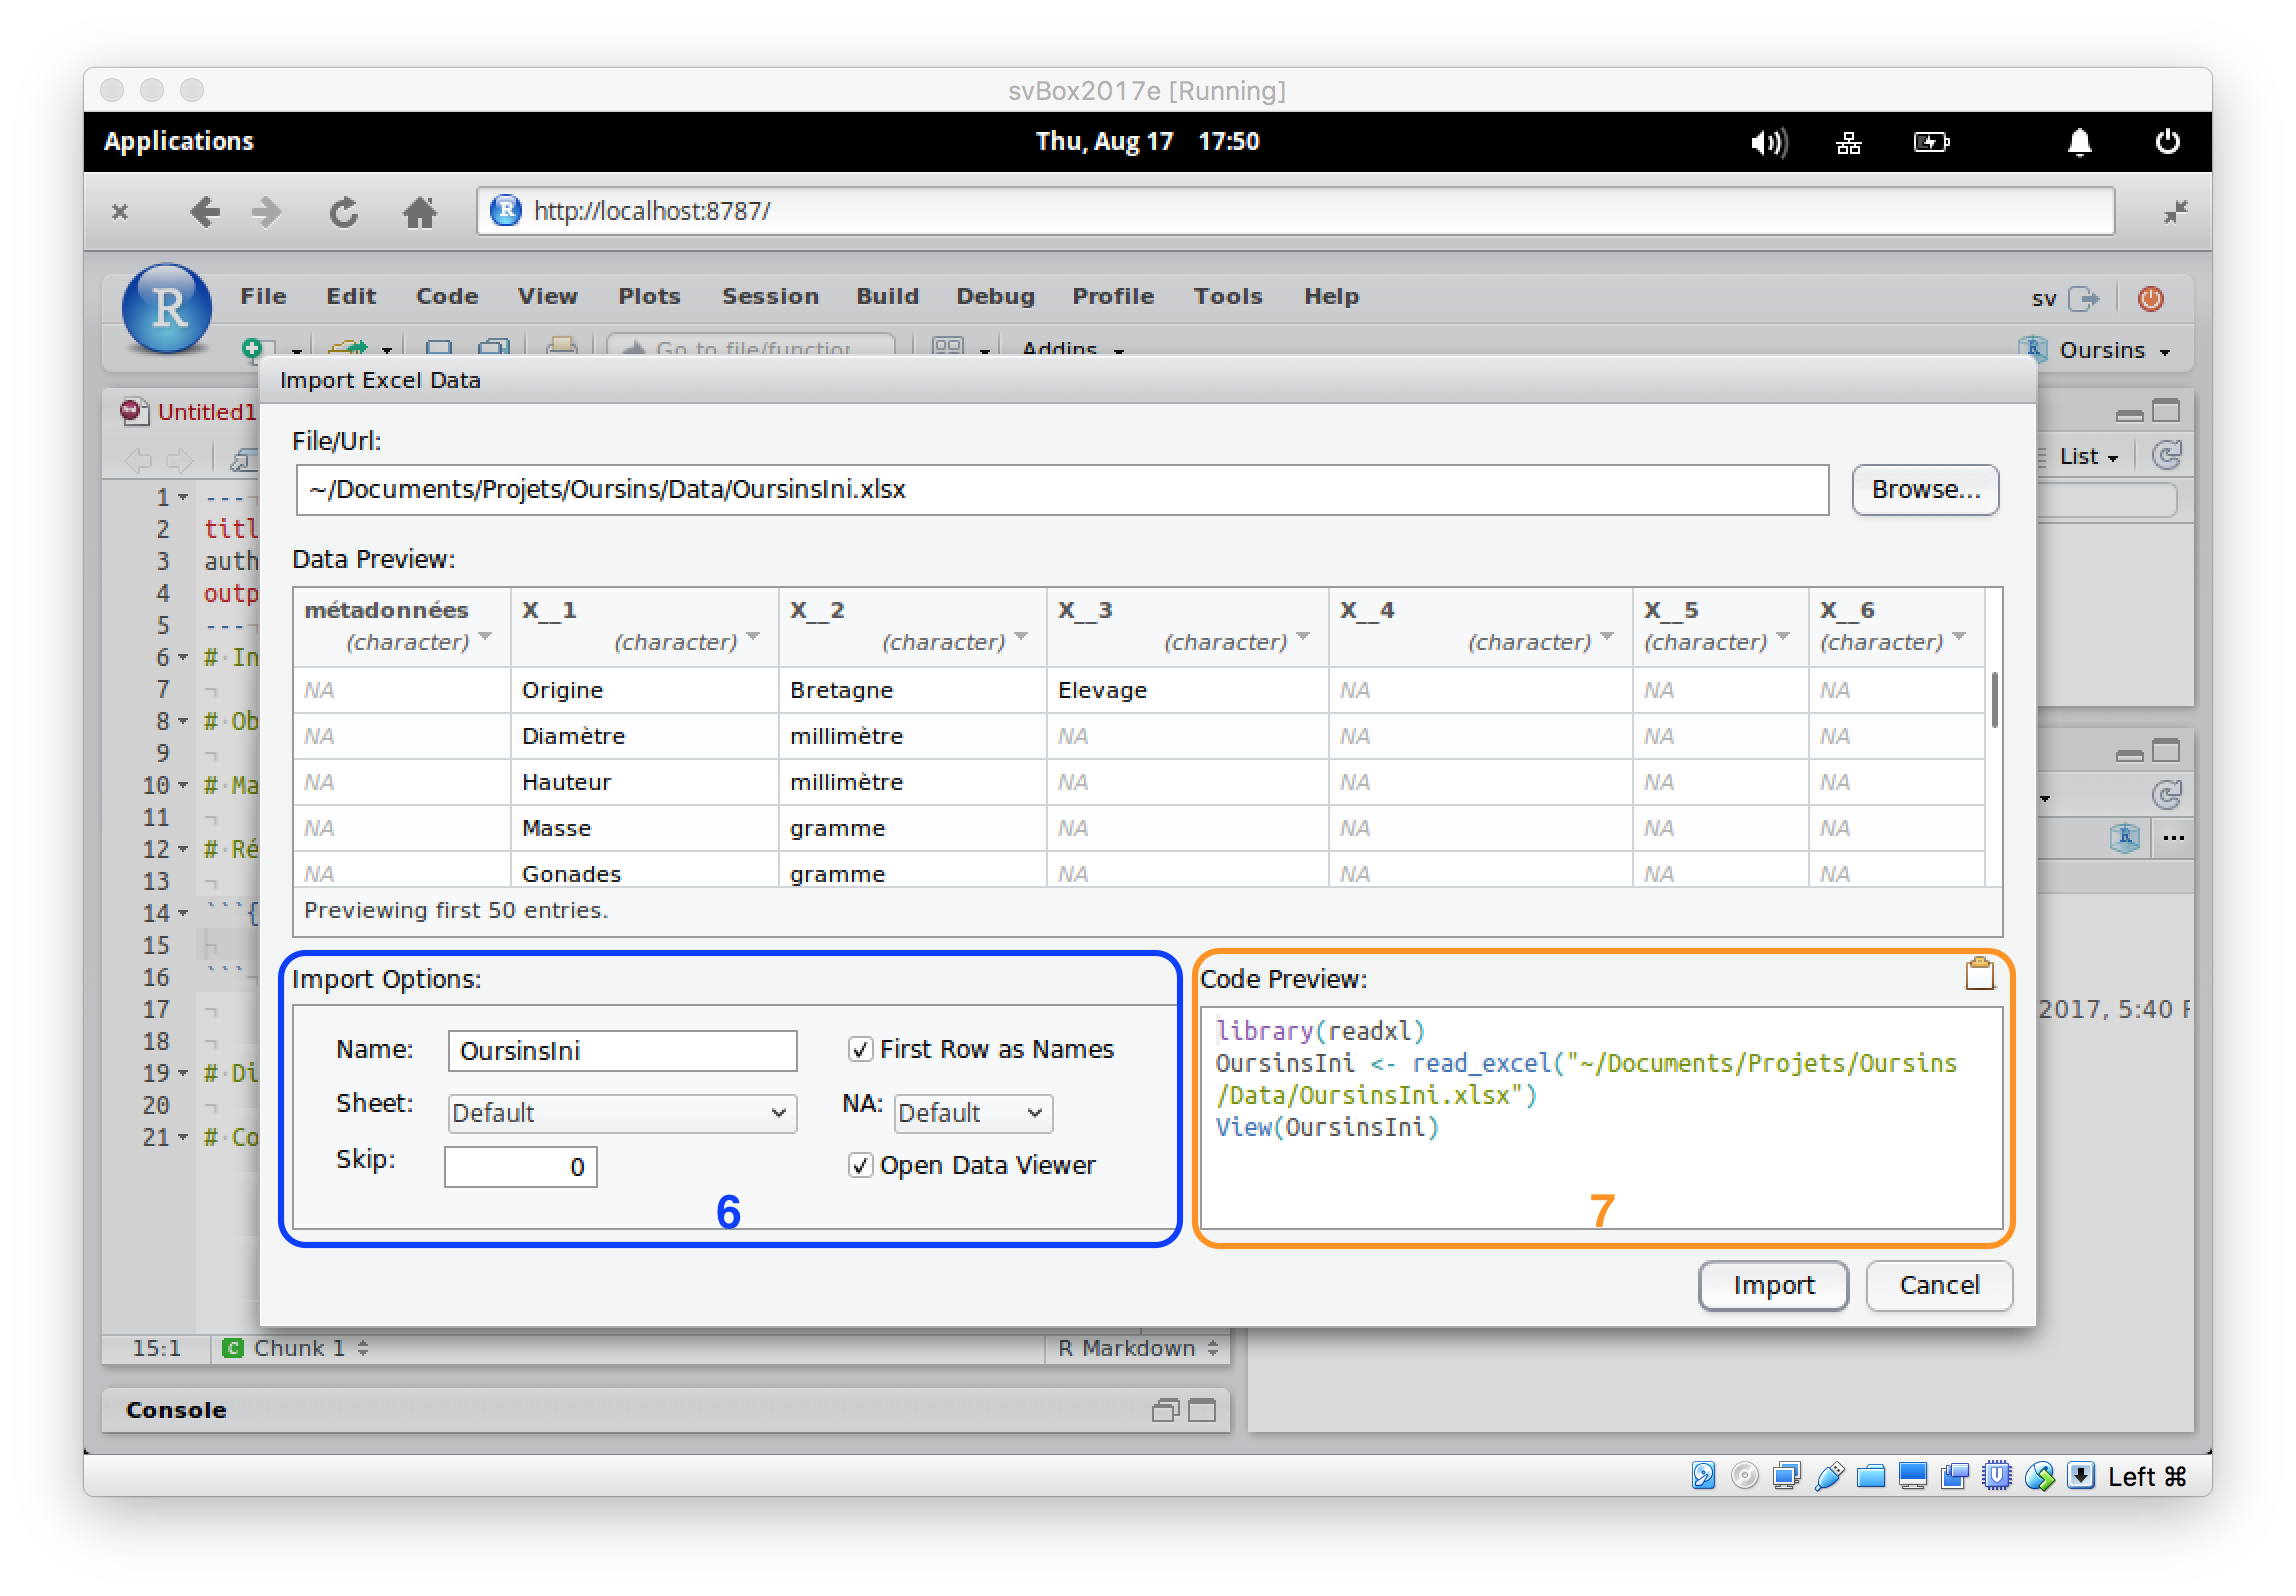 svBox2017e [Running]
Applications
Thu, Aug 17 17:50
http://localhost:8787/
File Edit Code View Plots Session Build Debug Profile Tools Help
sv
Go to file/function
Addins
Oursins
Untitled1
List
Import Excel Data
File/Url:
~/Documents/Projets/Oursins/Data/OursinsIni.xlsx
Browse...
Data Preview:
métadonnées X__1 X__2 X__3 X__4 X__5 X__6
(character) (character) (character) (character) (character) (character) (character)
NA Origine Bretagne Elevage NA NA NA
NA Diamètre millimètre NA NA NA NA
NA Hauteur millimètre NA NA NA NA
NA Masse gramme NA NA NA NA
NA Gonades gramme NA NA NA NA
Previewing first 50 entries.
Import Options:
Name: OursinsIni
First Row as Names
Sheet: Default
NA: Default
Skip: 0
Open Data Viewer
6
Code Preview:
library(readxl)
OursinsIni <- read_excel("~/Documents/Projets/Oursins
/Data/OursinsIni.xlsx")
View(OursinsIni)
7
Import
Cancel
1 ---
2 titl
3 auth
4 outp
5 ---
6 # In
7
8 # Ob
9
10 # Ma
11
12 # Ré
13
14 ```{
15
16 ```
17
18
19 # Di
20
21 # Co
2017, 5:40 P
15:1
C Chunk 1
R Markdown
Console
Left ⌘